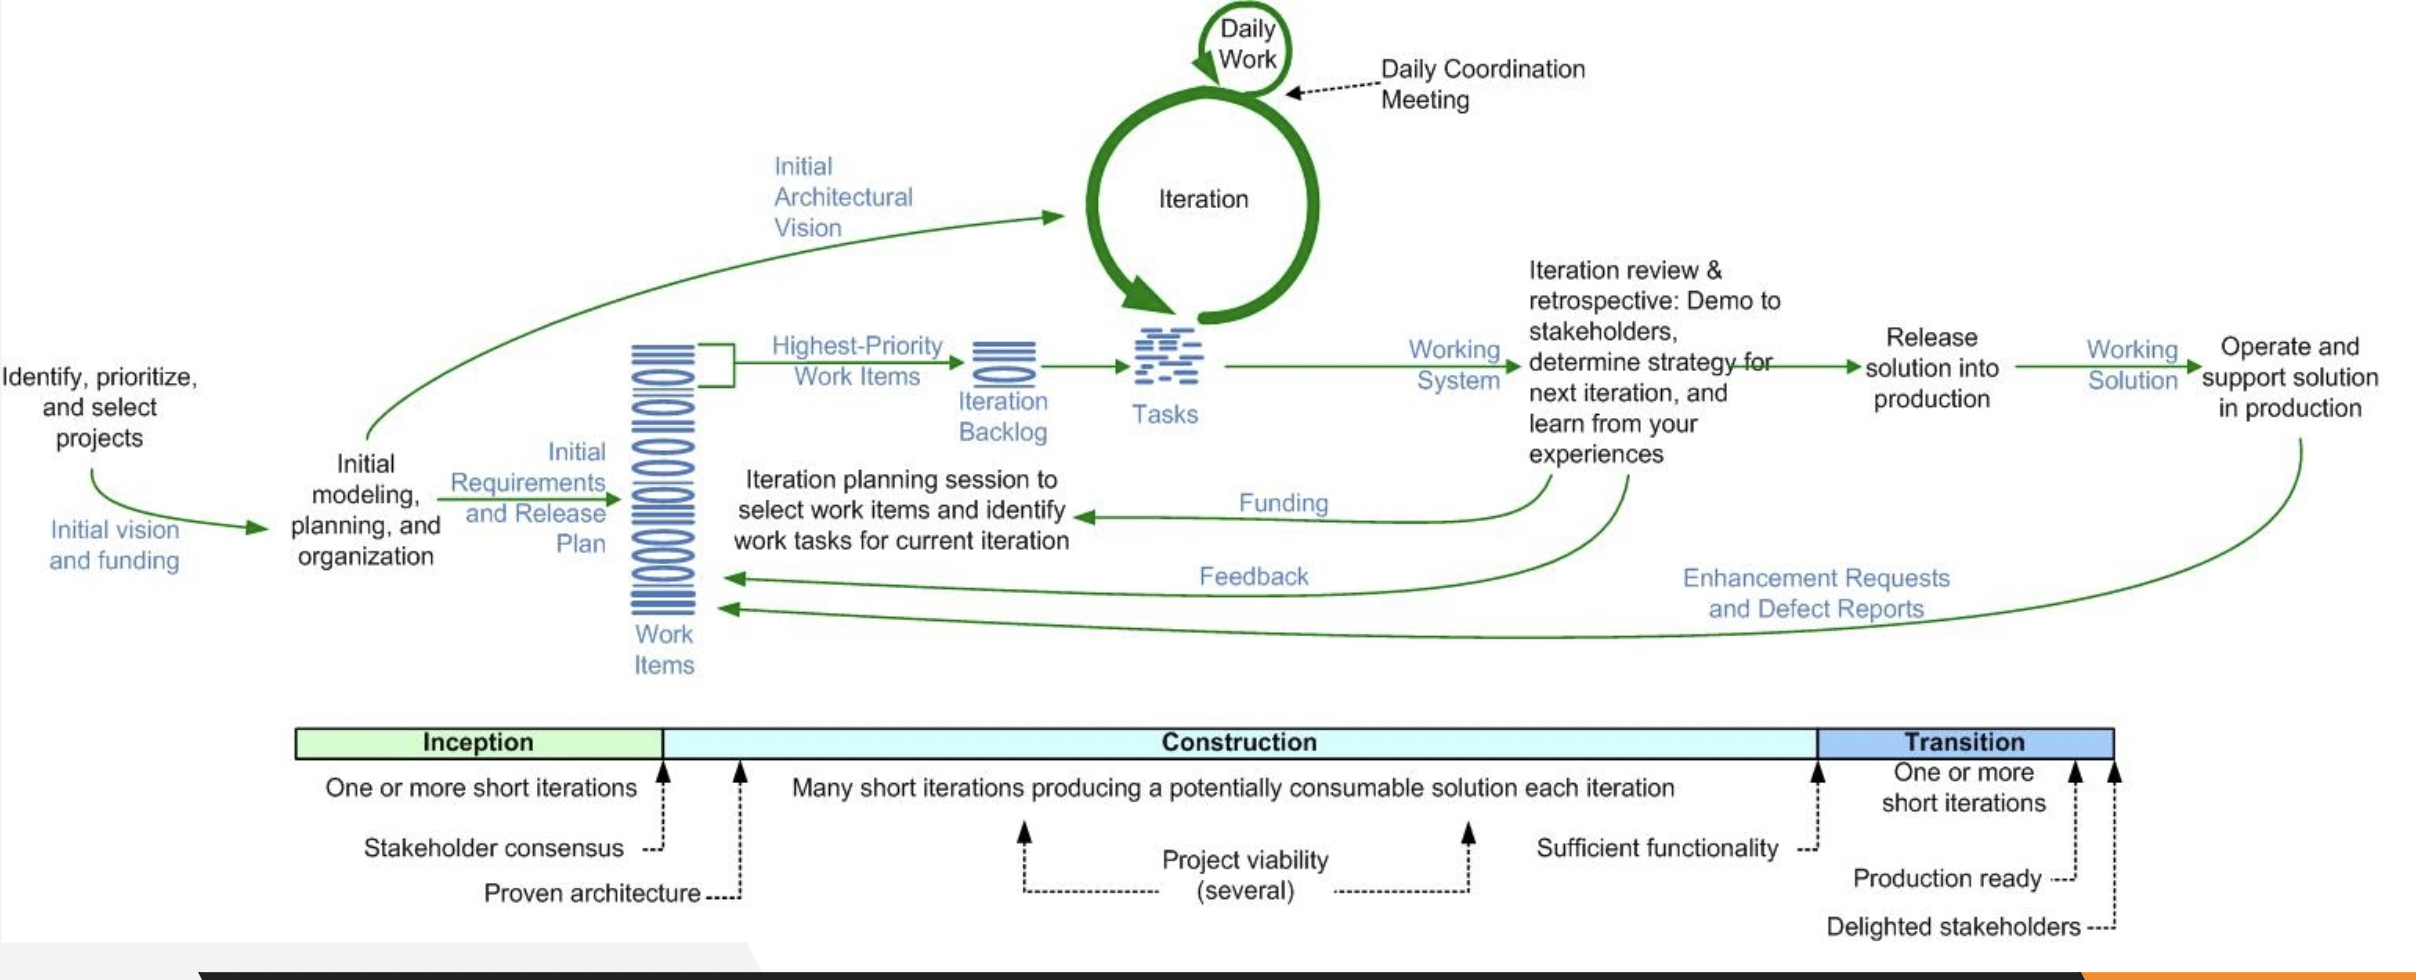 Daily
Work
Daily Coordination
Meeting
Initial
Architectural
Vision
Iteration
Identify, prioritize,
and select
projects
Initial vision
and funding
Initial
modeling,
planning, and
organization
Initial
Requirements
and Release
Plan
Work
Items
Highest-Priority
Work Items
Iteration
Backlog
Tasks
Working
System
Iteration review &
retrospective: Demo to
stakeholders,
determine strategy for
next iteration, and
learn from your
experiences
Release
solution into
production
Working
Solution
Operate and
support solution
in production
Iteration planning session to
select work items and identify
work tasks for current iteration
Funding
Feedback
Enhancement Requests
and Defect Reports
Inception
Construction
Transition
One or more short iterations
Many short iterations producing a potentially consumable solution each iteration
One or more
short iterations
Stakeholder consensus
Proven architecture
Project viability
(several)
Sufficient functionality
Production ready
Delighted stakeholders